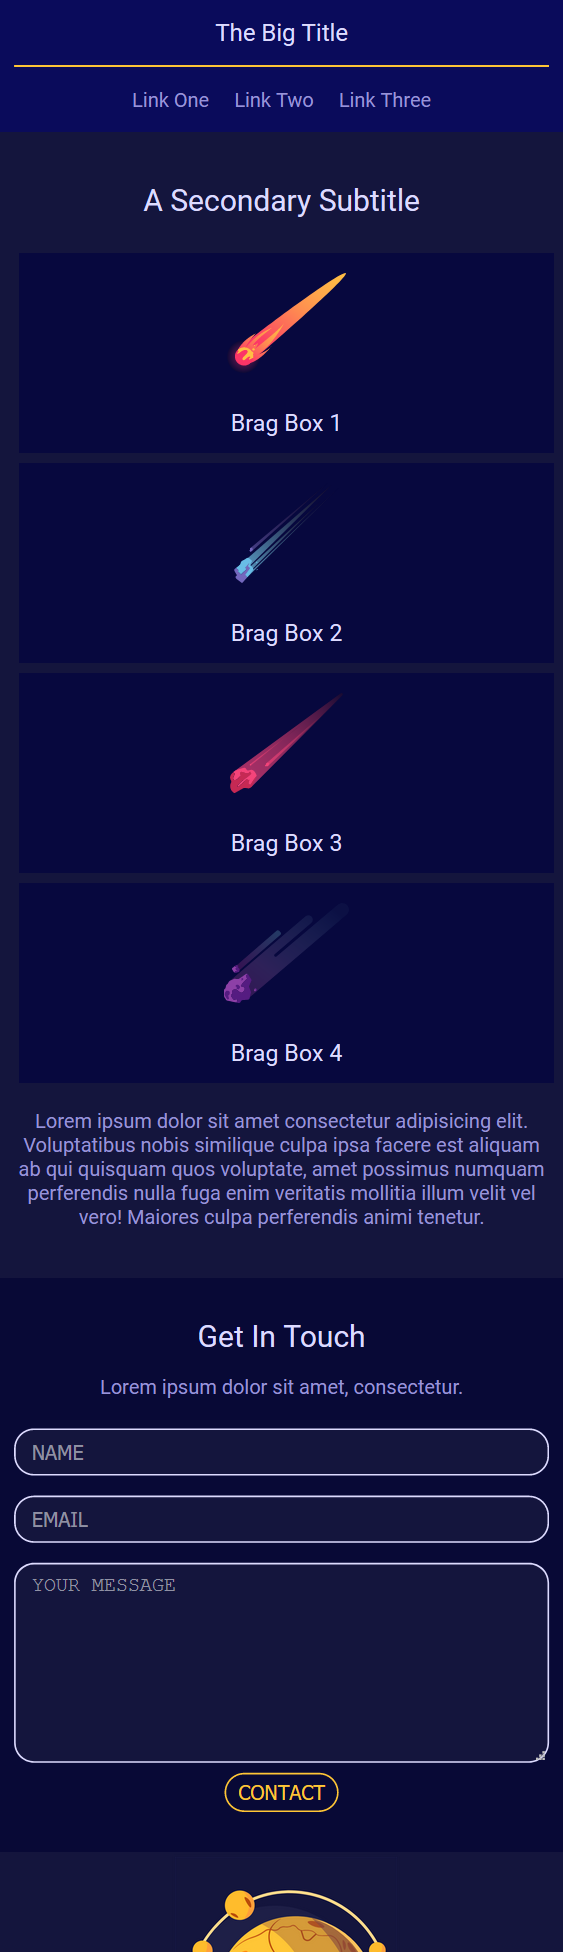 The Big Title
Link One Link Two Link Three
A Secondary Subtitle
Brag Box 1
Brag Box 2
Brag Box 3
Brag Box 4
Lorem ipsum dolor sit amet consectetur adipisicing elit.
Voluptatibus nobis similique culpa ipsa facere est aliquam
ab qui quisquam quos voluptate, amet possimus numquam
perferendis nulla fuga enim veritatis mollitia illum velit vel
vero! Maiores culpa perferendis animi tenetur.
Get In Touch
Lorem ipsum dolor sit amet, consectetur.
NAME
EMAIL
YOUR MESSAGE
CONTACT